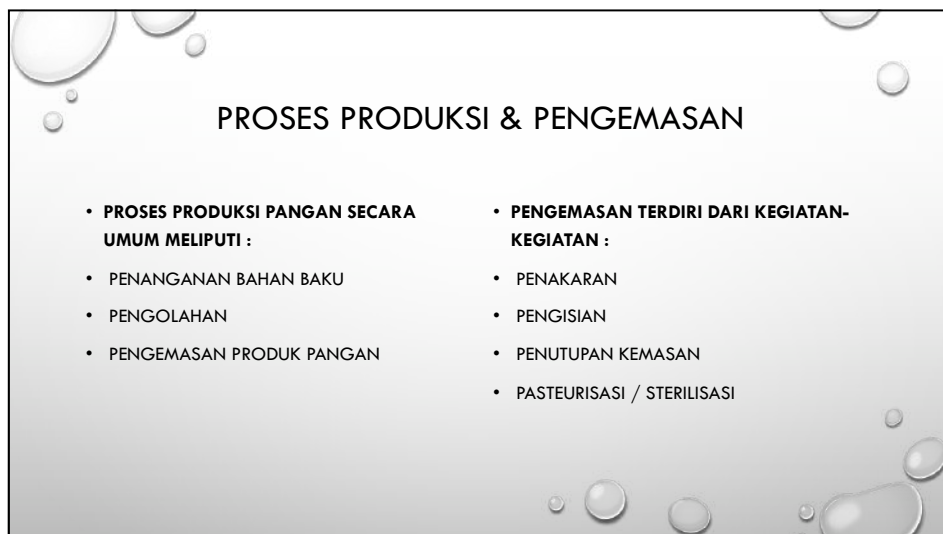 PROSES PRODUKSI & PENGEMASAN
• PROSES PRODUKSI PANGAN SECARA
UMUM MELIPUTI :
• PENANGANAN BAHAN BAKU
• PENGOLAHAN
• PENGEMASAN PRODUK PANGAN
• PENGEMASAN TERDIRI DARI KEGIATAN-
KEGIATAN :
• PENAKARAN
• PENGISIAN
• PENUTUPAN KEMASAN
• PASTEURISASI / STERILISASI